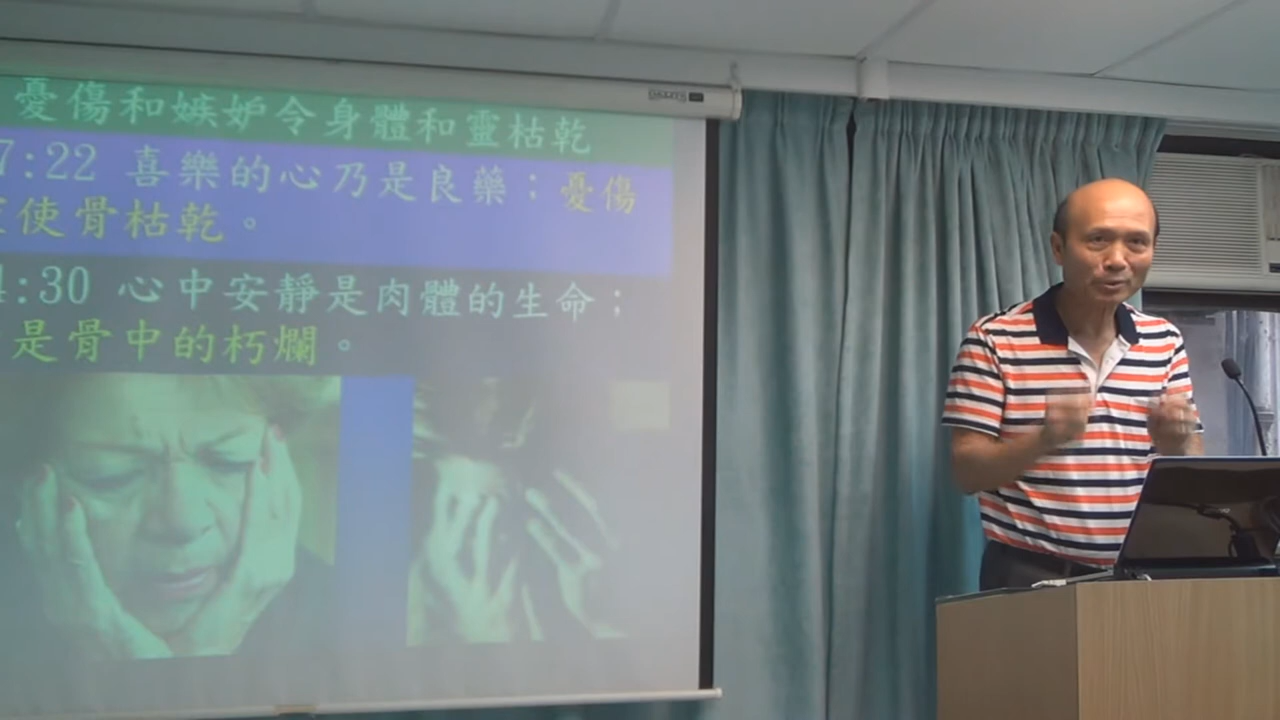 憂傷和嫉妒令身體和靈枯乾
7:22 喜樂的心乃是良藥：憂傷
使骨枯乾。
4:30 心中安靜是肉體的生命；
是骨中的朽爛。